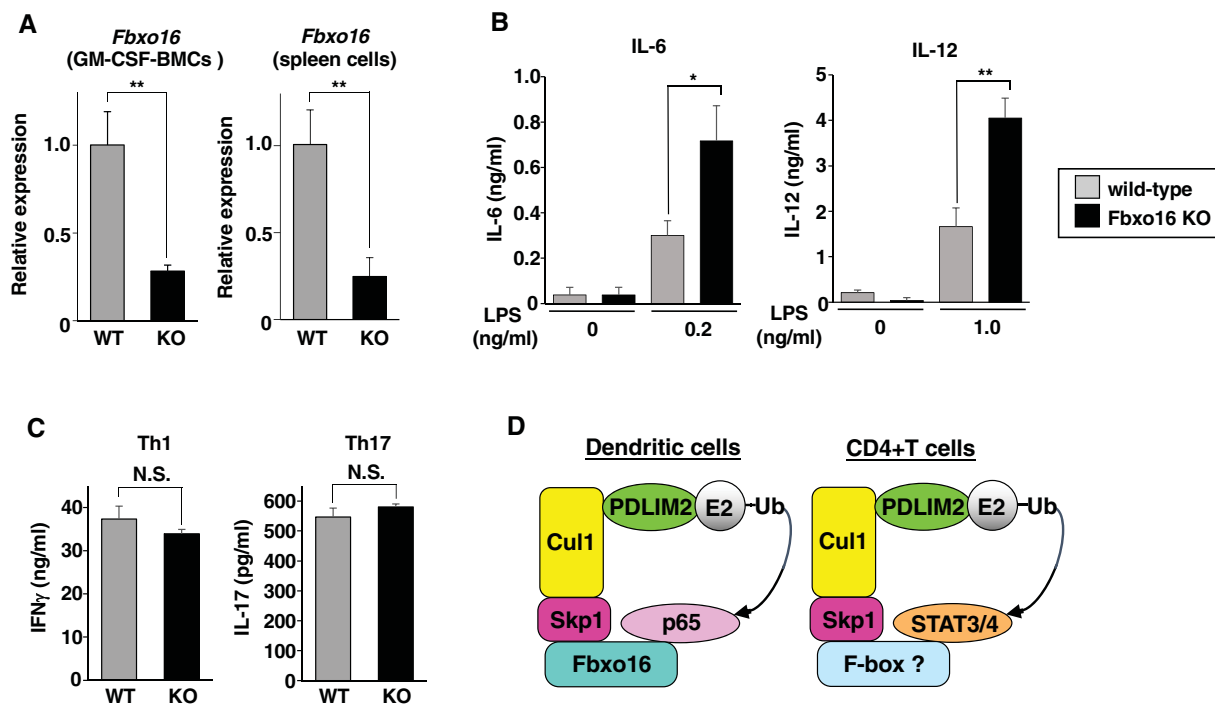 A
Fbxo16
(GM-CSF-BMCs )
**
Relative expression
1.0
0.5
0
WT KO
Fbxo16
(spleen cells)
**
Relative expression
1.0
0.5
0
WT KO
B
IL-6
*
IL-6 (ng/ml)
1.0
0.8
0.6
0.4
0.2
0
LPS
(ng/ml)
0 0.2
IL-12
**
IL-12 (ng/ml)
5
4
3
2
1
0
LPS
(ng/ml)
0 1.0
wild-type
Fbxo16 KO
C
Th1
N.S.
IFNγ (ng/ml)
40
30
20
10
0
WT KO
Th17
N.S.
IL-17 (pg/ml)
600
500
400
300
200
100
0
WT KO
D
Dendritic cells
PDLIM2 E2 Ub
Cul1
Skp1 p65
Fbxo16
CD4+T cells
PDLIM2 E2 Ub
Cul1
Skp1 STAT3/4
F-box ?